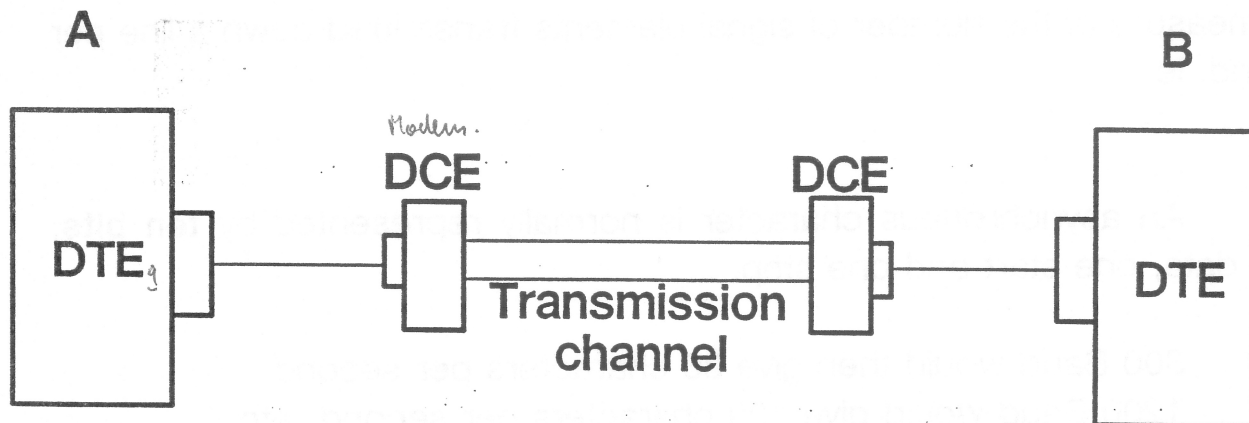 A
B
Modem.
DCE
DCE
DTE
g
DTE
Transmission
channel